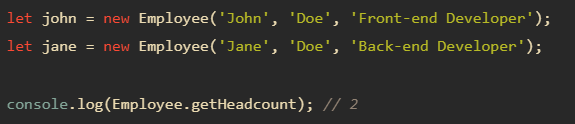 let john = new Employee('John', 'Doe', 'Front-end Developer');
let jane = new Employee('Jane', 'Doe', 'Back-end Developer');
console.log(Employee.getHeadcount); // 2